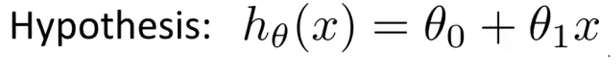 Hypothesis: hθ(x) = θ0 + θ1x